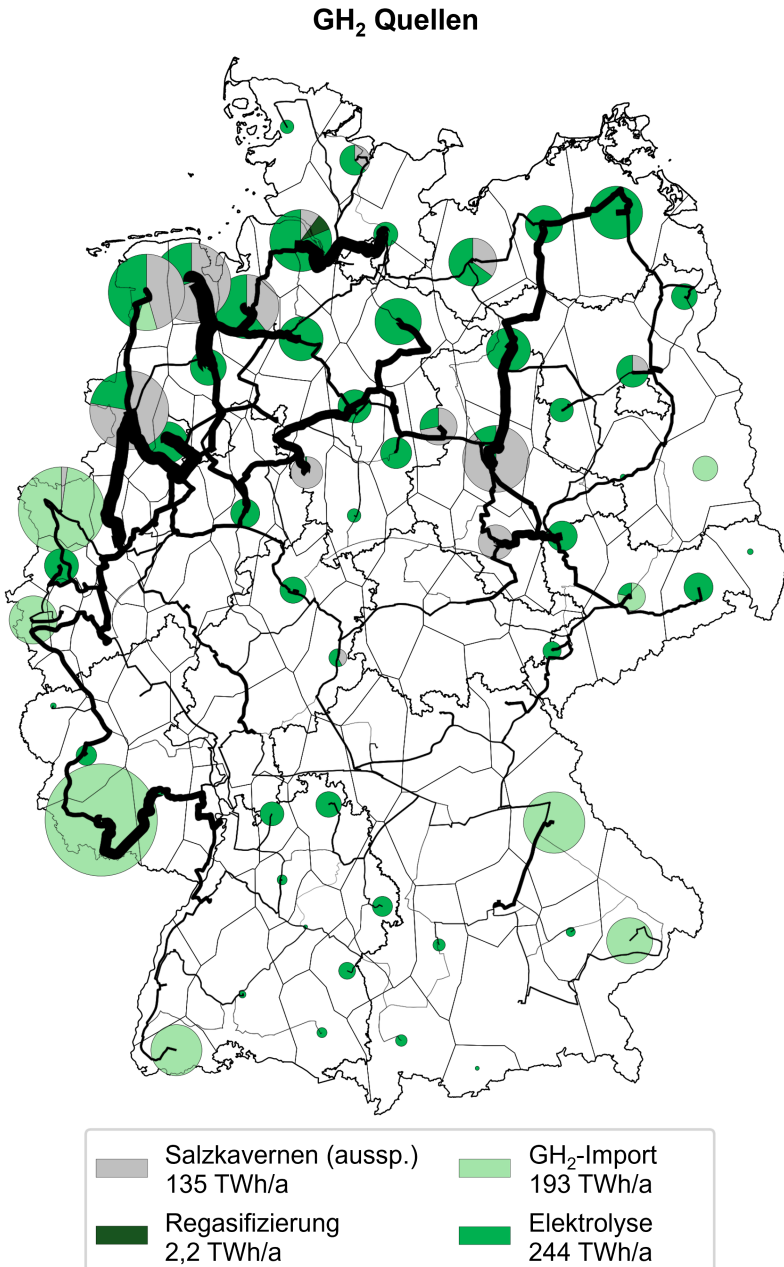 GH₂ Quellen
Salzkavernen (aussp.)
135 TWh/a
Regasifizierung
2,2 TWh/a
GH₂-Import
193 TWh/a
Elektrolyse
244 TWh/a